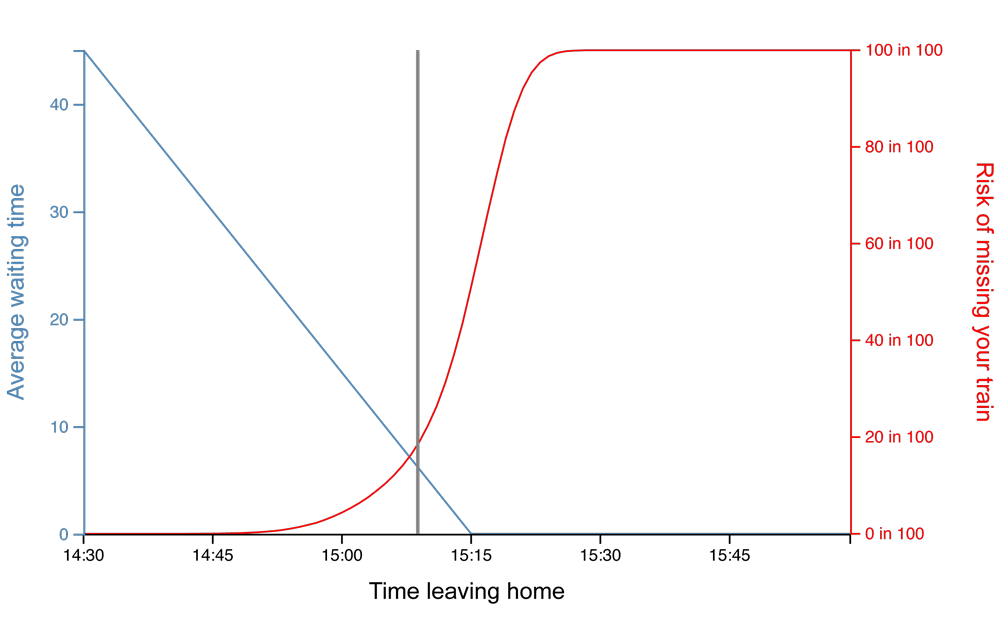 Average waiting time
40
30
20
10
0
100 in 100
80 in 100
60 in 100
40 in 100
20 in 100
0 in 100
Risk of missing your train
14:30 14:45 15:00 15:15 15:30 15:45
Time leaving home